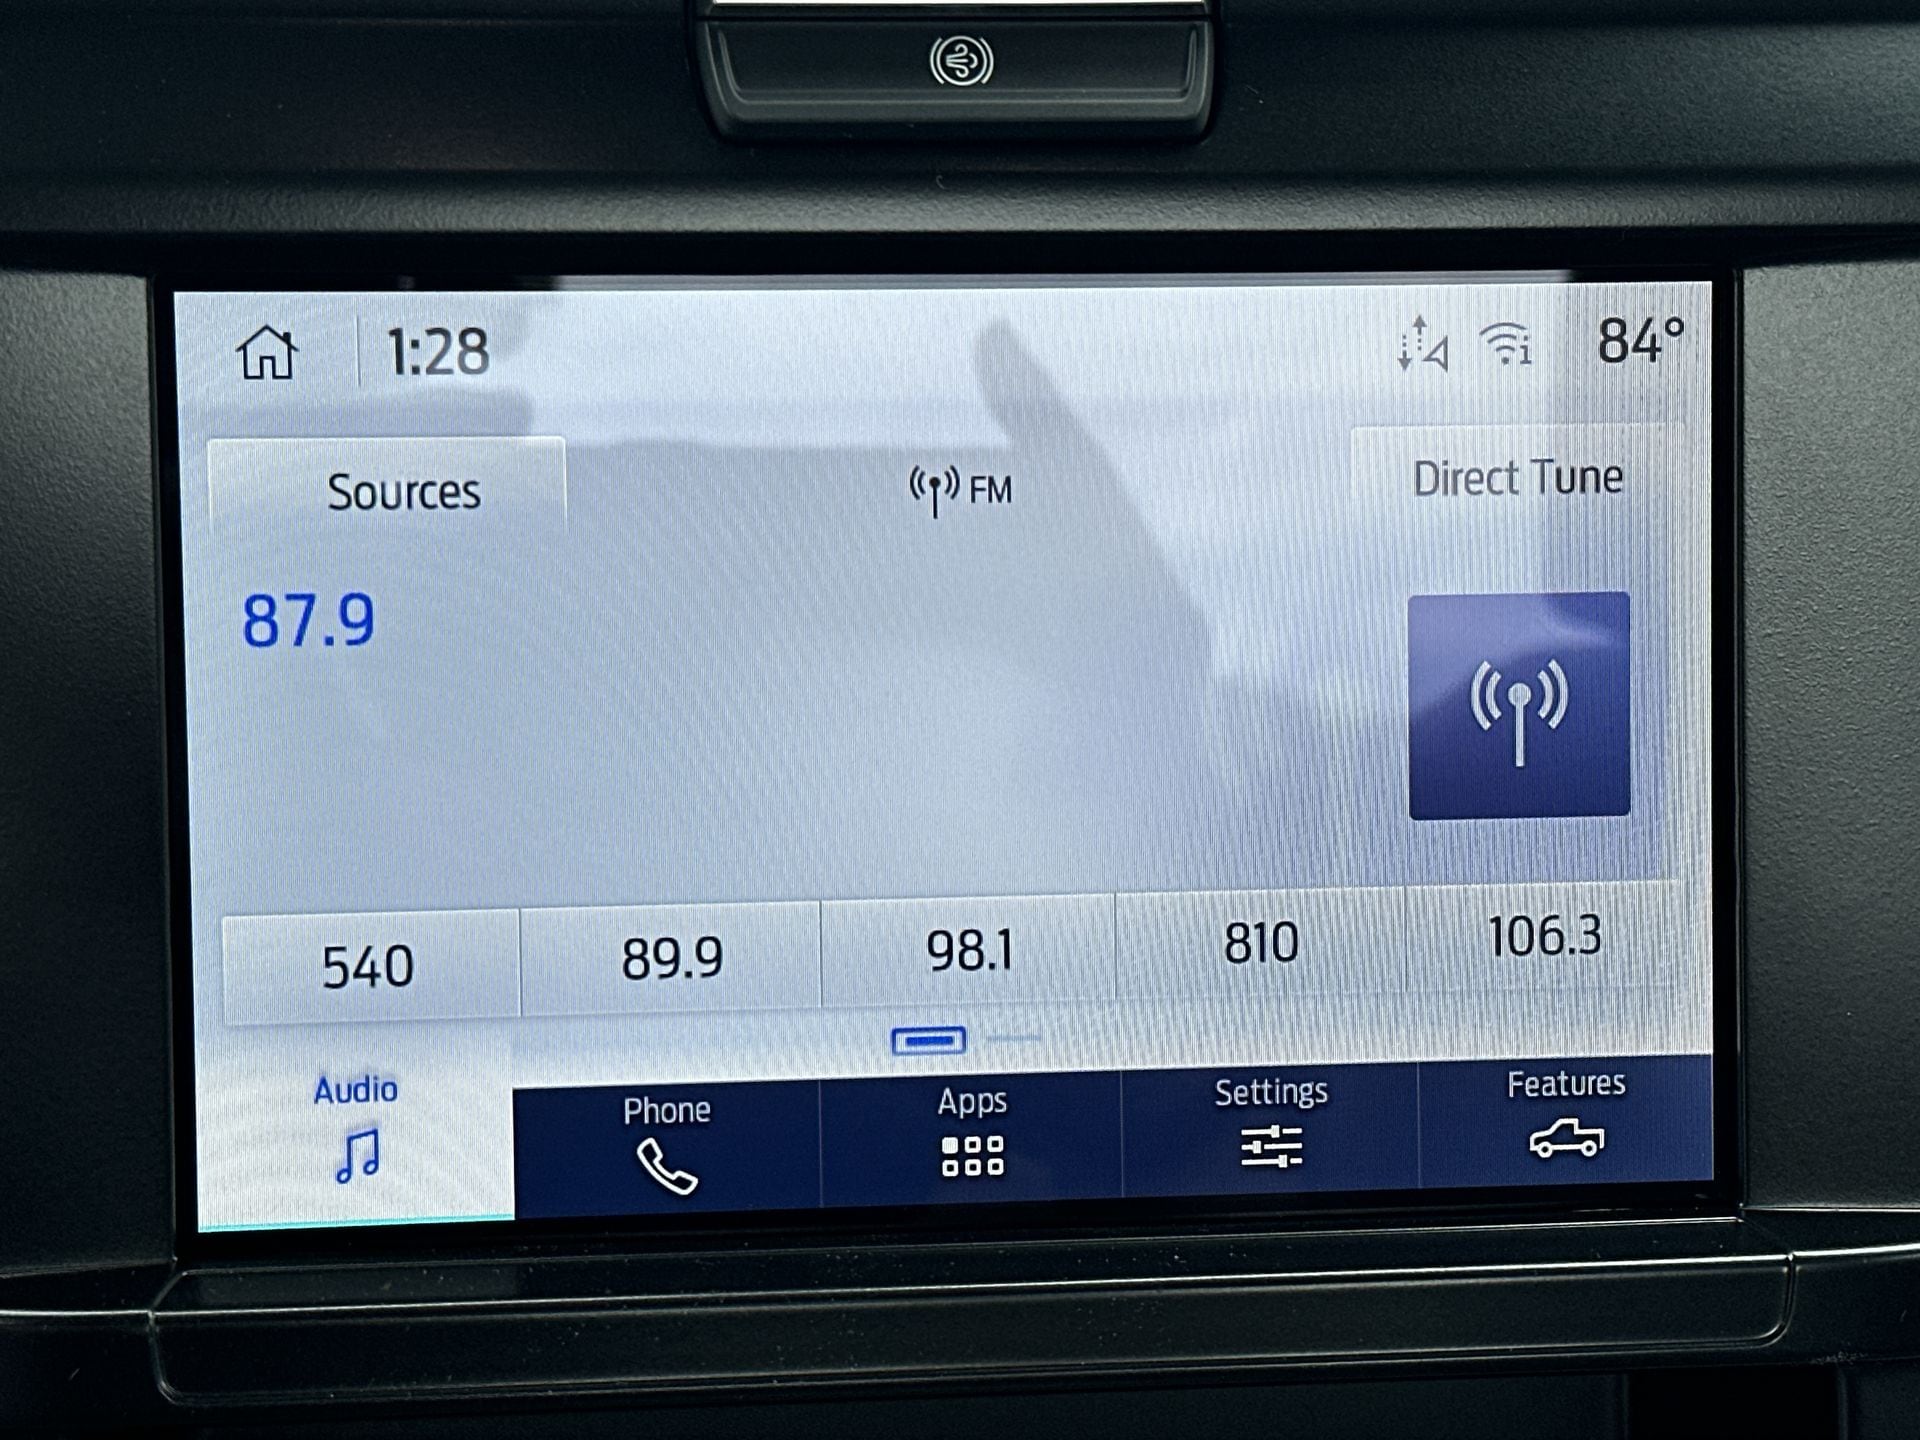 1:28
84°
Sources
FM
Direct Tune
87.9
540
89.9
98.1
810
106.3
Audio
Phone
Apps
Settings
Features